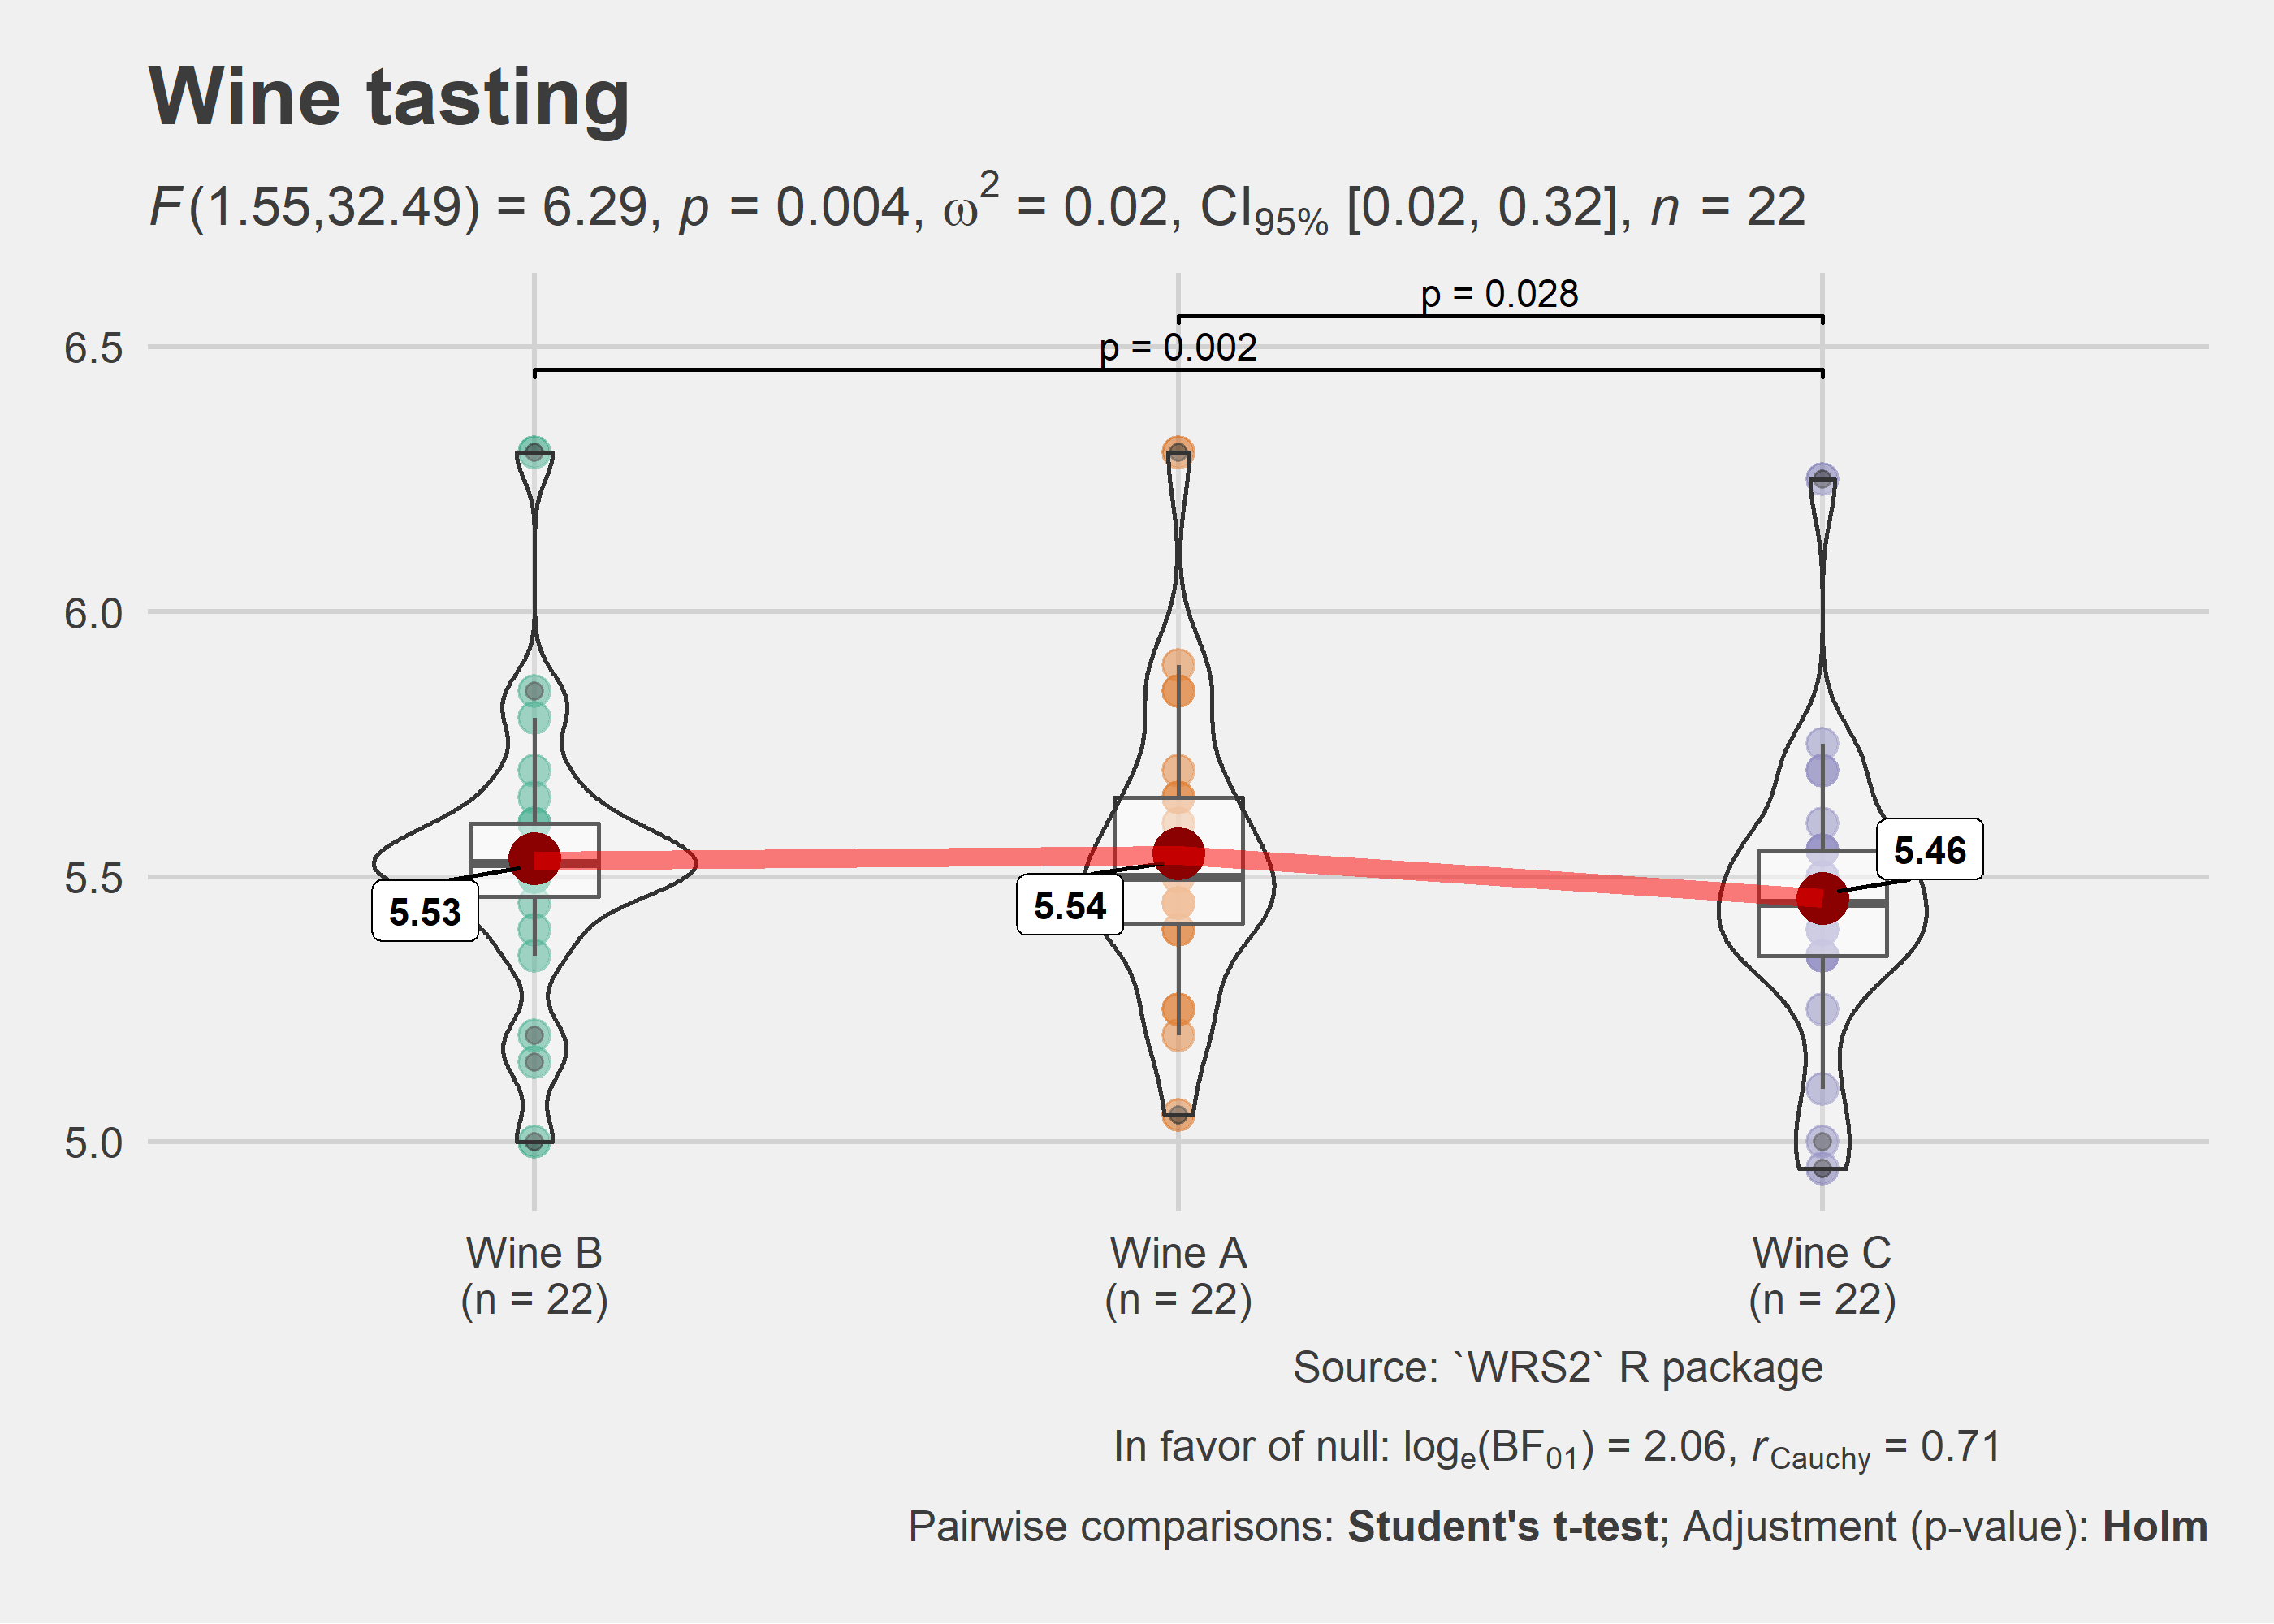 Wine tasting
F(1.55,32.49) = 6.29, p = 0.004, ω² = 0.02, CI₉₅% [0.02, 0.32], n = 22
p = 0.028
6.5
p = 0.002
6.0
5.5
5.0
5.53
5.54
5.46
Wine B
(n = 22)
Wine A
(n = 22)
Wine C
(n = 22)
Source: `WRS2` R package
In favor of null: logₑ(BF₀₁) = 2.06, r_Cauchy = 0.71
Pairwise comparisons: Student's t-test; Adjustment (p-value): Holm